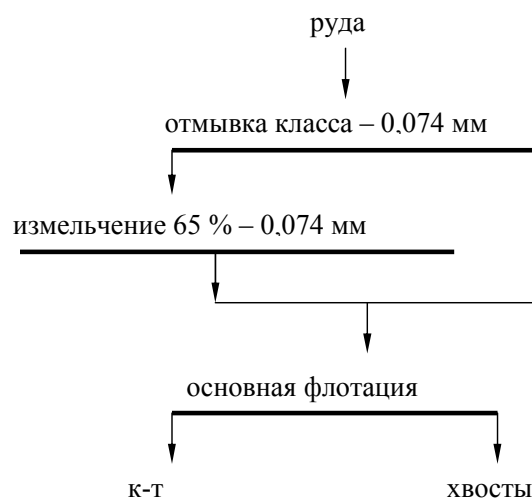 руда
отмывка класса – 0,074 мм
измельчение 65 % – 0,074 мм
основная флотация
к-т
хвосты